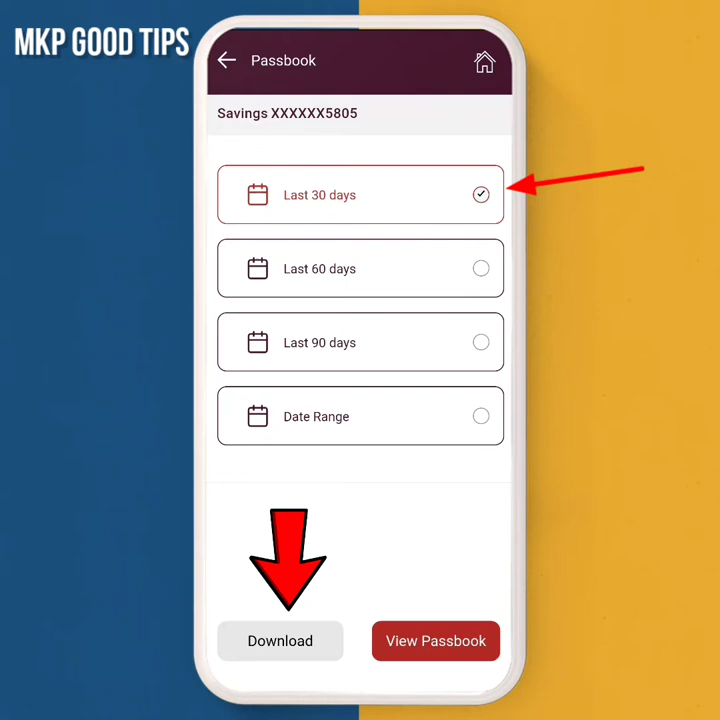 MKP GOOD TIPS
Passbook
Savings XXXXXX5805
Last 30 days
Last 60 days
Last 90 days
Date Range
Download
View Passbook